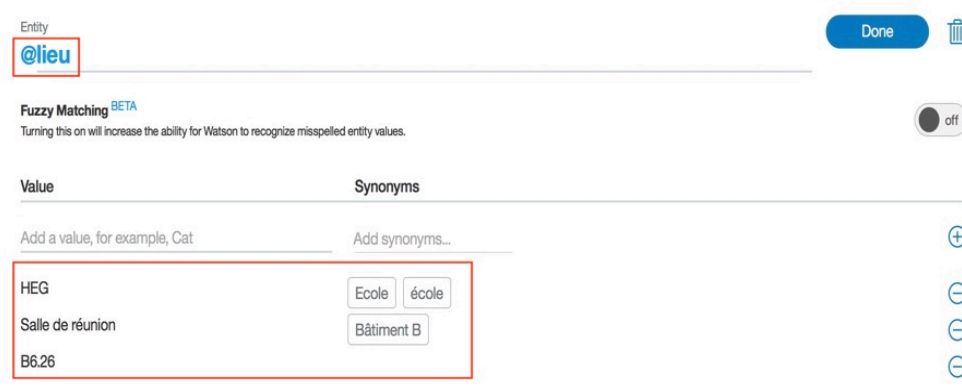 Entity
Done
@lieu
Fuzzy Matching BETA
Turning this on will increase the ability for Watson to recognize misspelled entity values.
off
Value Synonyms
Add a value, for example, Cat Add synonyms...
HEG Ecole école
Salle de réunion Bâtiment B
B6.26